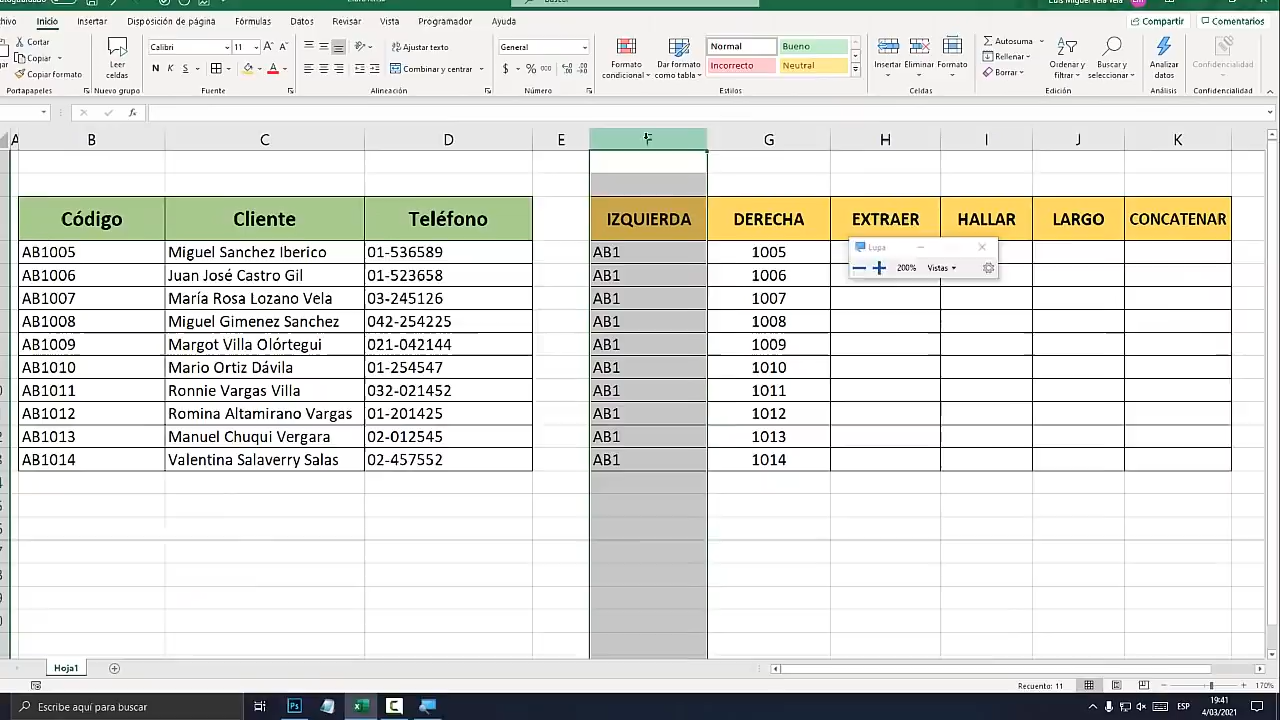 Inicio Insertar Disposición de página Fórmulas Datos Revisar Vista Programador Ayuda Compartir Comentarios
Cortar
Copiar
Copiar formato
Portapapeles
Leer celdas
Nuevo grupo
Calibri 11
N K S
Fuente
Ajustar texto
Combinar y centrar
Alineación
General
$ % 000
Número
Formato condicional
Dar formato como tabla
Normal Bueno
Incorrecto Neutral
Estilos
Insertar Eliminar Formato
Celdas
Autosuma
Rellenar
Borrar
Ordenar y filtrar
Buscar y seleccionar
Edición
Analizar datos
Análisis
Confidencialidad
Confidencialidad
fx
A B C D E F G H I J K
Código Cliente Teléfono IZQUIERDA DERECHA EXTRAER HALLAR LARGO CONCATENAR
Lupa
200% Vistas
AB1005 Miguel Sanchez Iberico 01-536589 AB1 1005
AB1006 Juan José Castro Gil 01-523658 AB1 1006
AB1007 María Rosa Lozano Vela 03-245126 AB1 1007
AB1008 Miguel Gimenez Sanchez 042-254225 AB1 1008
AB1009 Margot Villa Olórtegui 021-042144 AB1 1009
AB1010 Mario Ortiz Dávila 01-254547 AB1 1010
AB1011 Ronnie Vargas Villa 032-021452 AB1 1011
AB1012 Romina Altamirano Vargas 01-201425 AB1 1012
AB1013 Manuel Chuqui Vergara 02-012545 AB1 1013
AB1014 Valentina Salaverry Salas 02-457552 AB1 1014
Hoja1
Recuento: 11 170%
Escribe aquí para buscar
ESP
19:41
4/03/2021